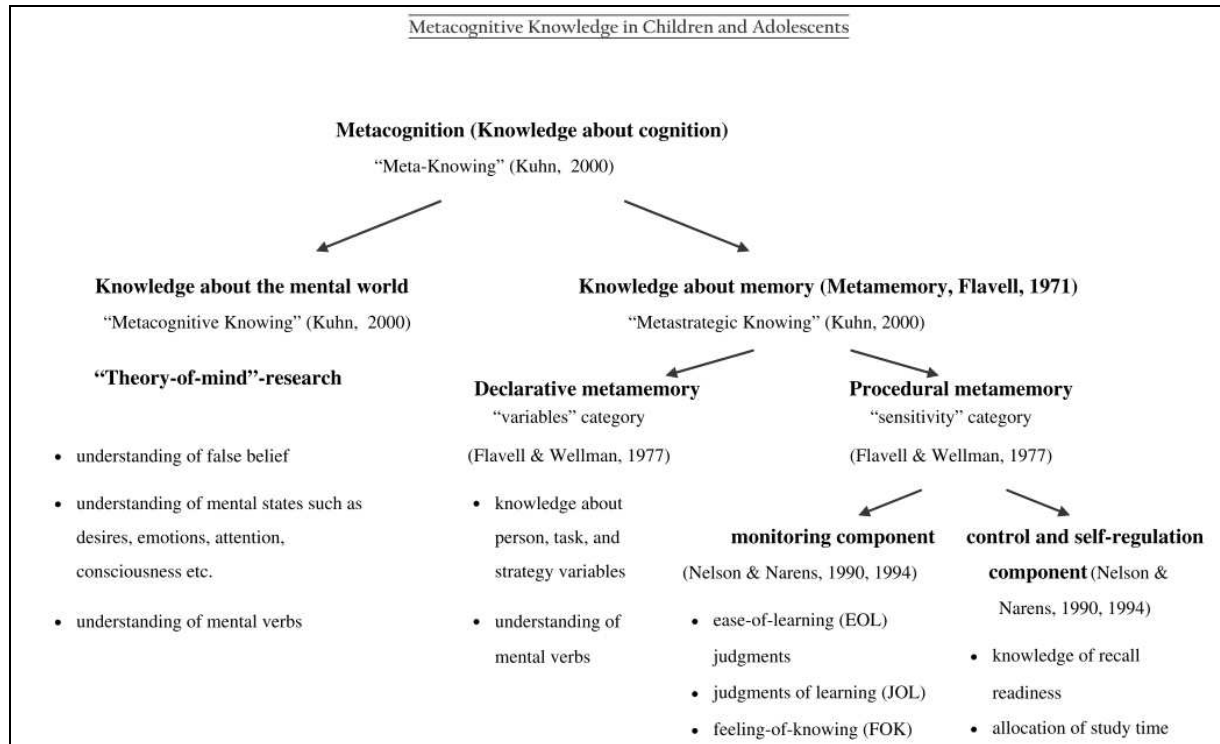 Metacognitive Knowledge in Children and Adolescents
Metacognition (Knowledge about cognition)
“Meta-Knowing” (Kuhn, 2000)
Knowledge about the mental world
“Metacognitive Knowing” (Kuhn, 2000)
“Theory-of-mind”-research
• understanding of false belief
• understanding of mental states such as
desires, emotions, attention,
consciousness etc.
• understanding of mental verbs
Knowledge about memory (Metamemory, Flavell, 1971)
“Metastrategic Knowing” (Kuhn, 2000)
Declarative metamemory
“variables” category
(Flavell & Wellman, 1977)
• knowledge about
person, task, and
strategy variables
• understanding of
mental verbs
Procedural metamemory
“sensitivity” category
(Flavell & Wellman, 1977)
monitoring component
(Nelson & Narens, 1990, 1994)
• ease-of-learning (EOL)
judgments
• judgments of learning (JOL)
• feeling-of-knowing (FOK)
control and self-regulation
component (Nelson &
Narens, 1990, 1994)
• knowledge of recall
readiness
• allocation of study time